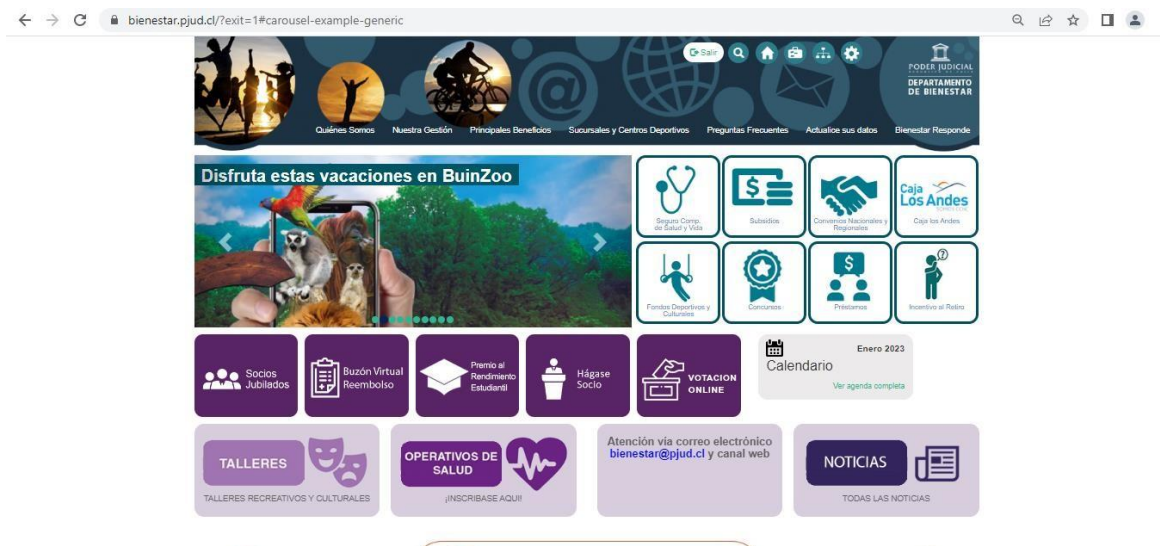 bienestar.pjud.cl/?exit=1#carousel-example-generic
Salir
PODER JUDICIAL
DEPARTAMENTO
DE BIENESTAR
Quiénes Somos Nuestra Gestión Principales Beneficios Sucursales y Centros Deportivos Preguntas Frecuentes Actualice sus datos Bienestar Responde
Disfruta estas vacaciones en BuinZoo
Seguro Comp.
de Salud y Vida
Subsidios
Convenios Nacionales y
Regionales
Caja
Los Andes
Caja los Andes
Fondos Deportivos y
Culturales
Concursos
Préstamos
Incentivo al Retiro
Socios
Jubilados
Buzón Virtual
Reembolso
Premio al
Rendimiento
Estudiantil
Hágase
Socio
VOTACION
ONLINE
Enero 2023
Calendario
Ver agenda completa
TALLERES
TALLERES RECREATIVOS Y CULTURALES
OPERATIVOS DE
SALUD
¡INSCRIBASE AQUI!
Atención vía correo electrónico
bienestar@pjud.cl y canal web
NOTICIAS
TODAS LAS NOTICIAS